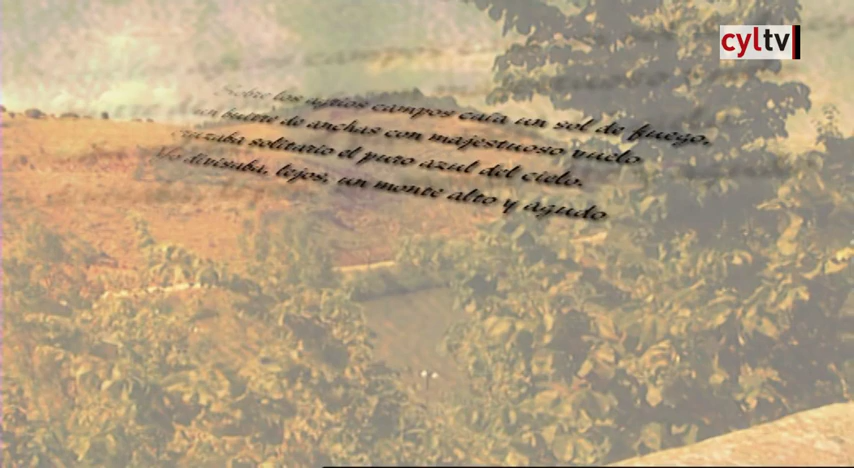 cyltv
Sobre los agrios campos caía un sol de fuego,
un buitre de anchas con majestuoso vuelo
cruzaba solitario el puro azul del cielo.
Yo divisaba, lejos, un monte alto y agudo